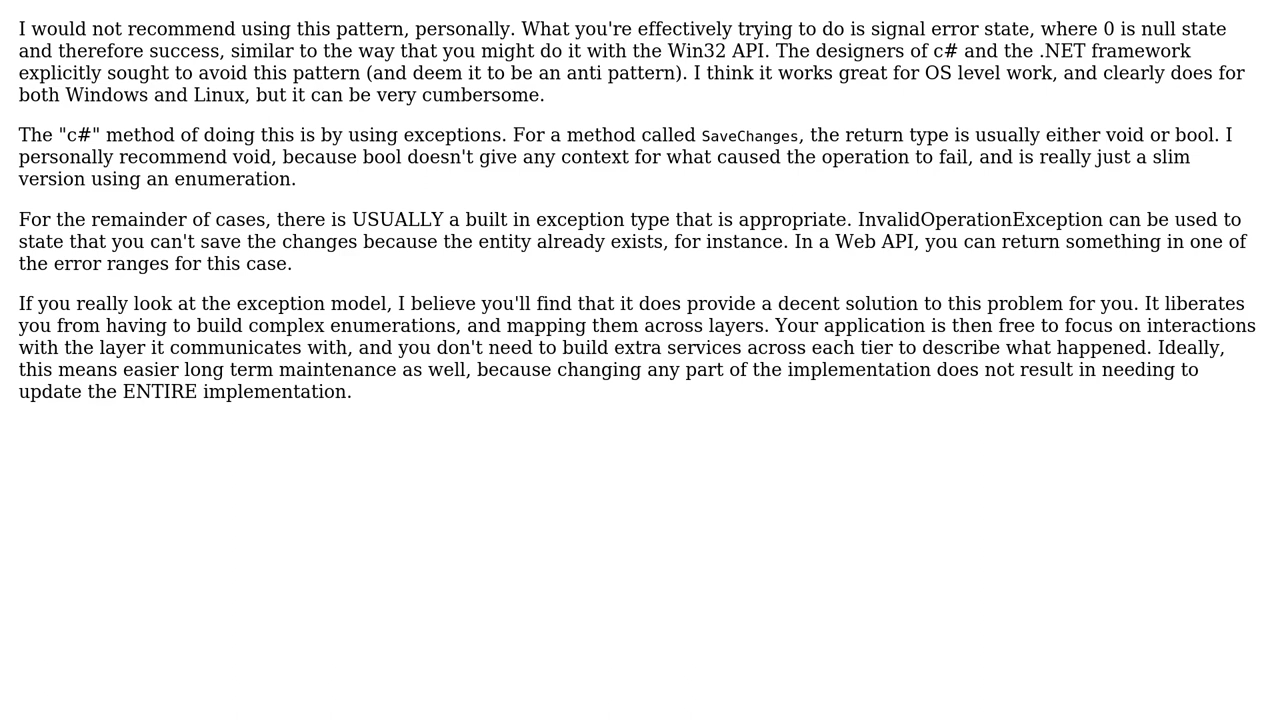 I would not recommend using this pattern, personally. What you're effectively trying to do is signal error state, where 0 is null state
and therefore success, similar to the way that you might do it with the Win32 API. The designers of c# and the .NET framework
explicitly sought to avoid this pattern (and deem it to be an anti pattern). I think it works great for OS level work, and clearly does for
both Windows and Linux, but it can be very cumbersome.
The "c#" method of doing this is by using exceptions. For a method called SaveChanges, the return type is usually either void or bool. I
personally recommend void, because bool doesn't give any context for what caused the operation to fail, and is really just a slim
version using an enumeration.
For the remainder of cases, there is USUALLY a built in exception type that is appropriate. InvalidOperationException can be used to
state that you can't save the changes because the entity already exists, for instance. In a Web API, you can return something in one of
the error ranges for this case.
If you really look at the exception model, I believe you'll find that it does provide a decent solution to this problem for you. It liberates
you from having to build complex enumerations, and mapping them across layers. Your application is then free to focus on interactions
with the layer it communicates with, and you don't need to build extra services across each tier to describe what happened. Ideally,
this means easier long term maintenance as well, because changing any part of the implementation does not result in needing to
update the ENTIRE implementation.